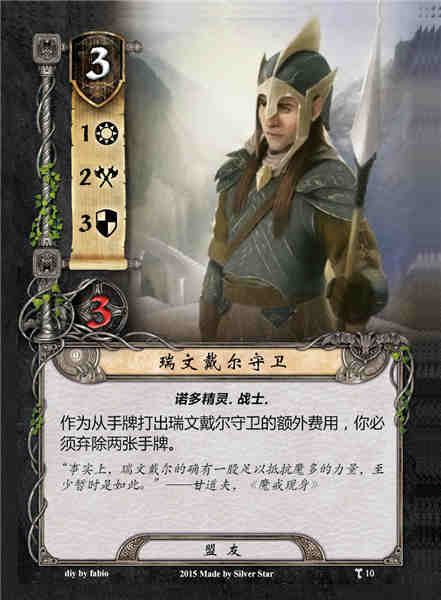 3
1
2
3
3
瑞文戴尔守卫
诺多精灵. 战士.
作为从手牌打出瑞文戴尔守卫的额外费用，你必
须弃除两张手牌。
“事实上，瑞文戴尔的确有一股足以抵抗魔多的力量，至
少暂时是如此。”——甘道夫，《魔戒现身》
盟友
diy by fabio 2015 Made by Silver Star 10